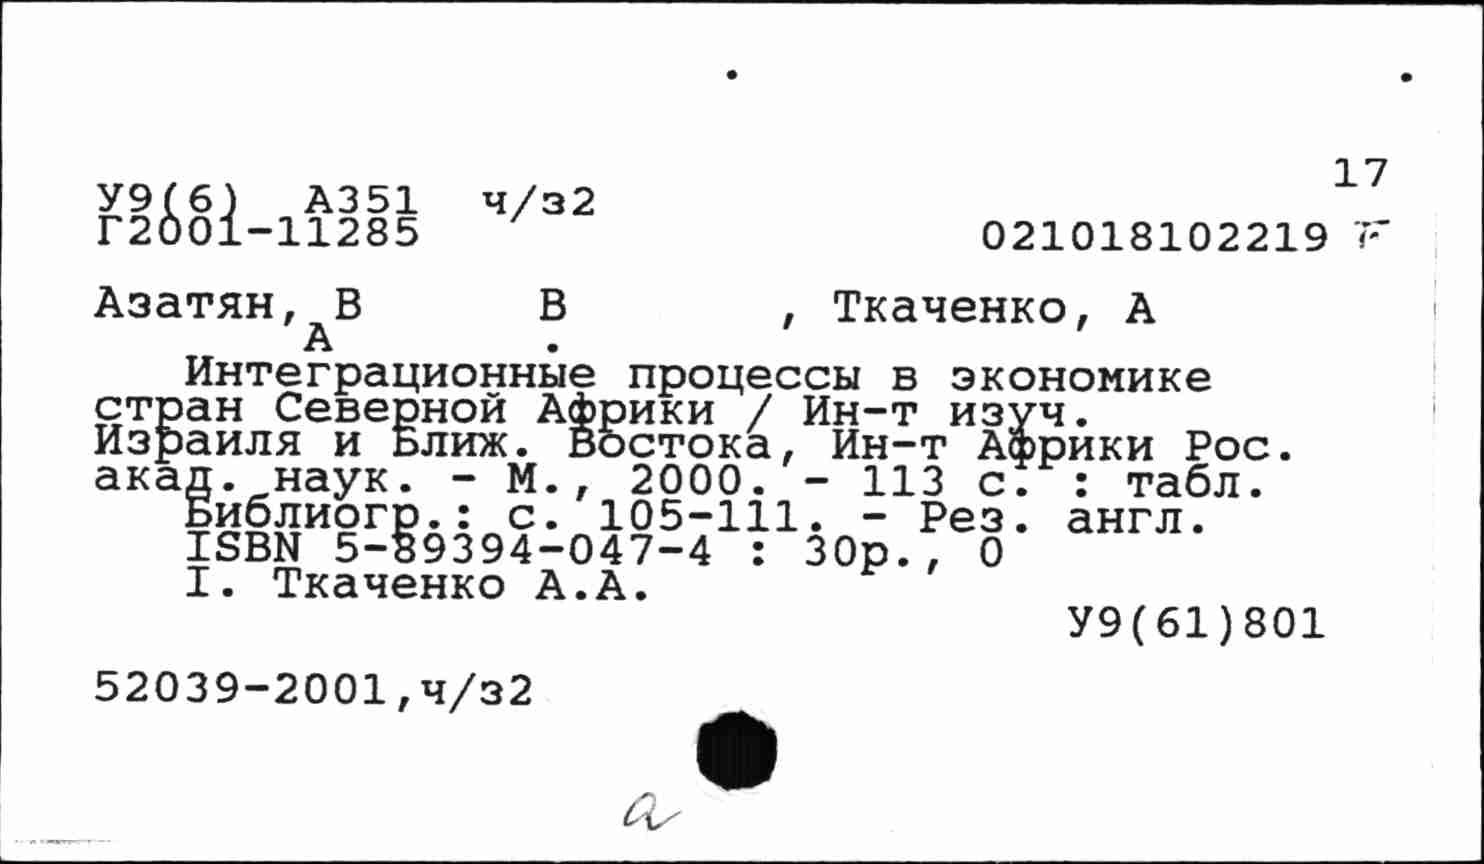 17
У9(6) А351 ч/з2
Г2001-11285
021018102219
Азатян, В В , Ткаченко, А
А .
Интеграционные процессы в экономике
стран Северной Африки / Ин-т изуч.
Израиля и Ближ. Востока, Ин-т Африки Рос.
акад. наук. - М., 2000. - 113 с. : табл.
Библиогр.: с. 105-111. - Рез. англ.
ISBN 5-89394-047-4 : 30р., 0
I. Ткаченко А.А.
У9(61)801
52039-2001,ч/з2
а